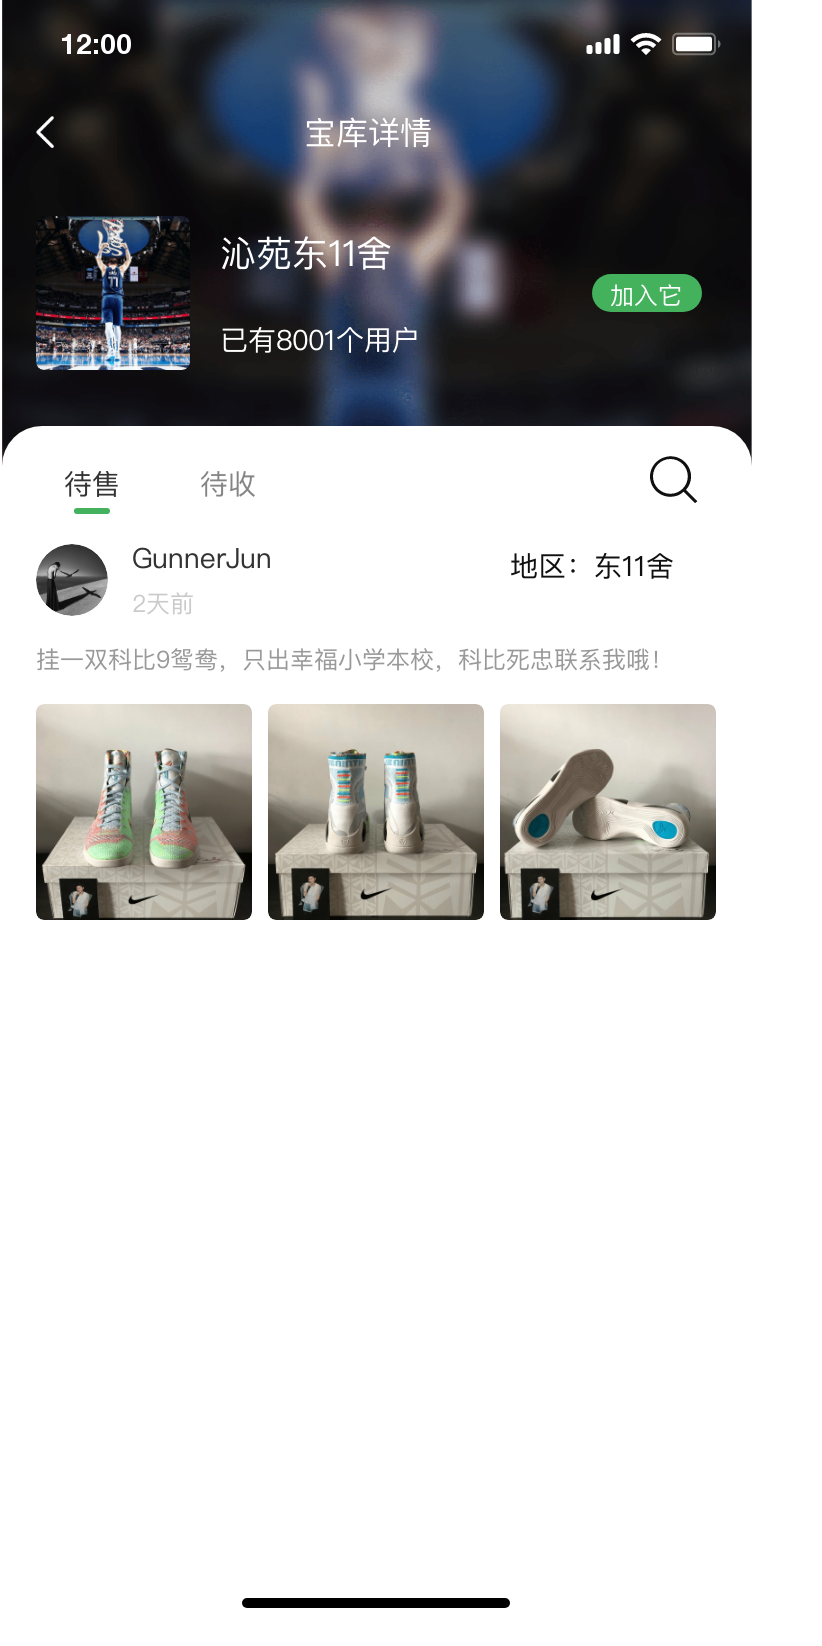 12:00
宝库详情
沁苑东11舍
加入它
已有8001个用户
待售
待收
GunnerJun
地区：东11舍
2天前
挂一双科比9鸳鸯，只出幸福小学本校，科比死忠联系我哦！